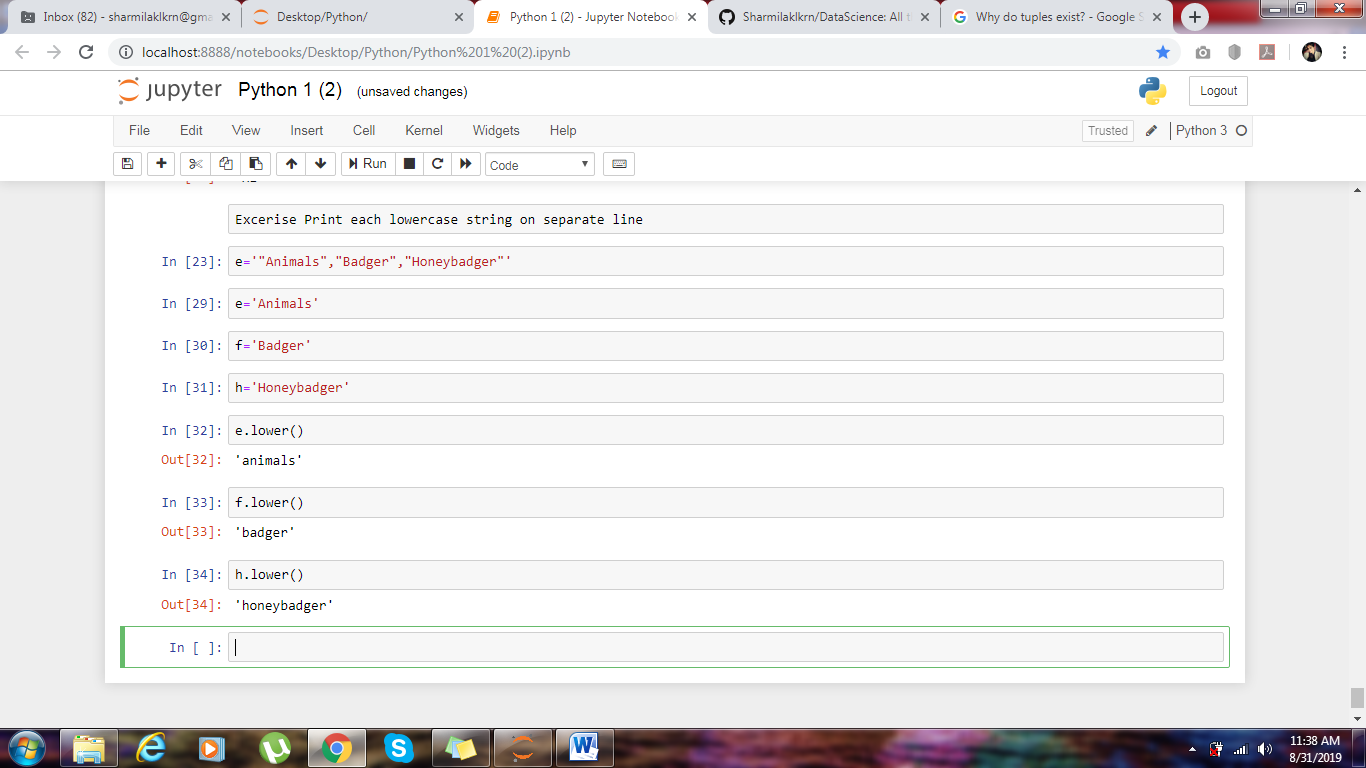 Inbox (82) - sharmilaklkrn@gma
Desktop/Python/
Python 1 (2) - Jupyter Notebook
Sharmilaklkrn/DataScience: All t
Why do tuples exist? - Google S
localhost:8888/notebooks/Desktop/Python/Python%201%20(2).ipynb
jupyter Python 1 (2) (unsaved changes)
Logout
File Edit View Insert Cell Kernel Widgets Help
Trusted Python 3
Run Code
Excerise Print each lowercase string on separate line
In [23]: e='"Animals","Badger","Honeybadger"'
In [29]: e='Animals'
In [30]: f='Badger'
In [31]: h='Honeybadger'
In [32]: e.lower()
Out[32]: 'animals'
In [33]: f.lower()
Out[33]: 'badger'
In [34]: h.lower()
Out[34]: 'honeybadger'
In [ ]:
11:38 AM
8/31/2019